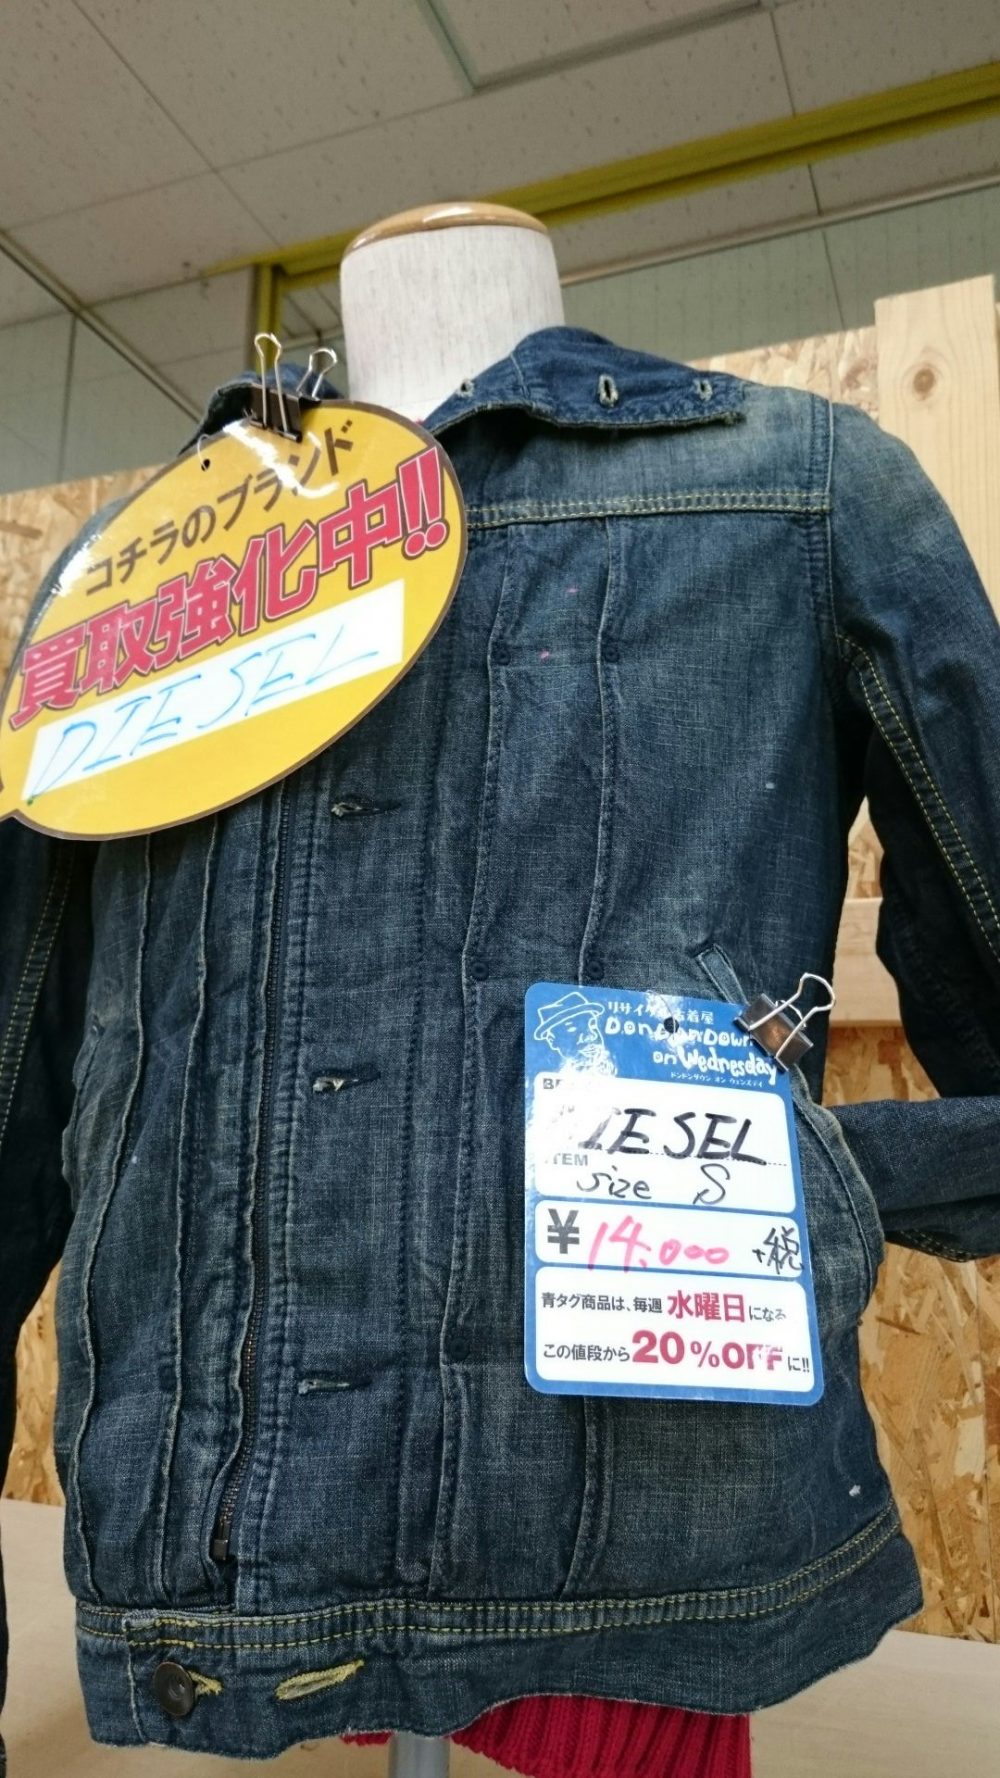 コチラのブランド
買取強化中!!
DIESEL
リサイクル古着屋
DonDonDown
on Wednesday
ドンドンダウン オン ウェンズデイ
DIESEL
ITEM
size S
¥14,000 +税
青タグ商品は、毎週 水曜日になると
この値段から20%OFFに!!